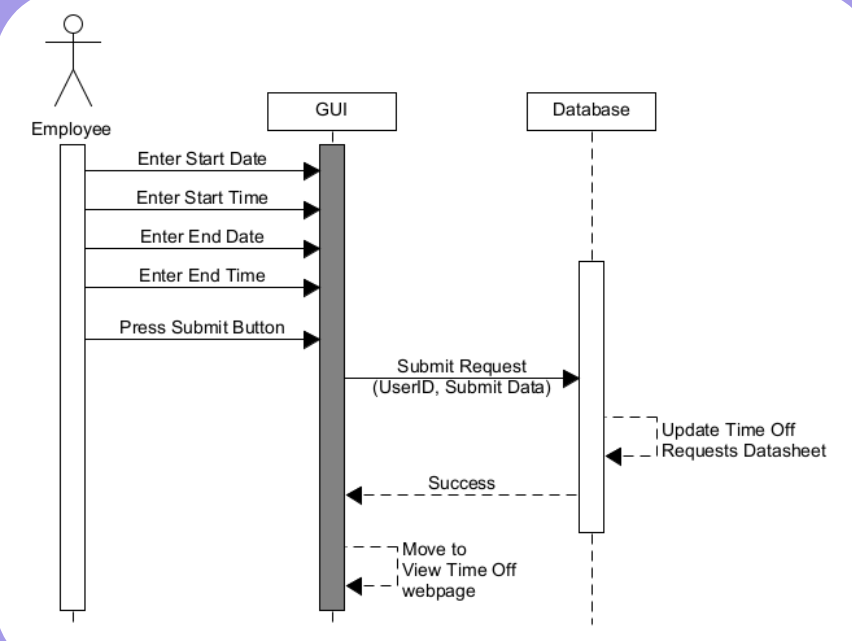 Employee
GUI
Database
Enter Start Date
Enter Start Time
Enter End Date
Enter End Time
Press Submit Button
Submit Request
(UserID, Submit Data)
Update Time Off
Requests Datasheet
Success
Move to
View Time Off
webpage